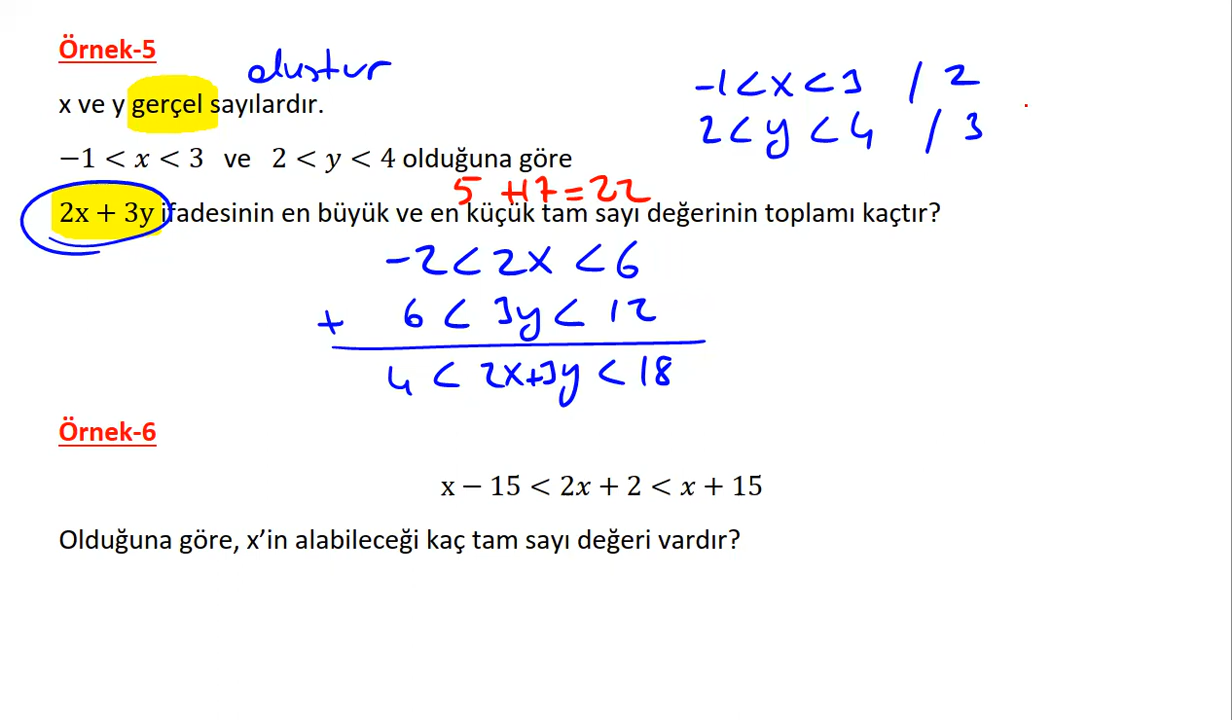 Örnek-5
oluştur
x ve y gerçel sayılardır.
-1 < x < 3 / 2
2 < y < 4 / 3
−1 < x < 3 ve 2 < y < 4 olduğuna göre
5 +17 = 22
2x + 3y ifadesinin en büyük ve en küçük tam sayı değerinin toplamı kaçtır?
-2 < 2x < 6
+ 6 < 3y < 12
4 < 2x+3y < 18
Örnek-6
x − 15 < 2x + 2 < x + 15
Olduğuna göre, x’in alabileceği kaç tam sayı değeri vardır?